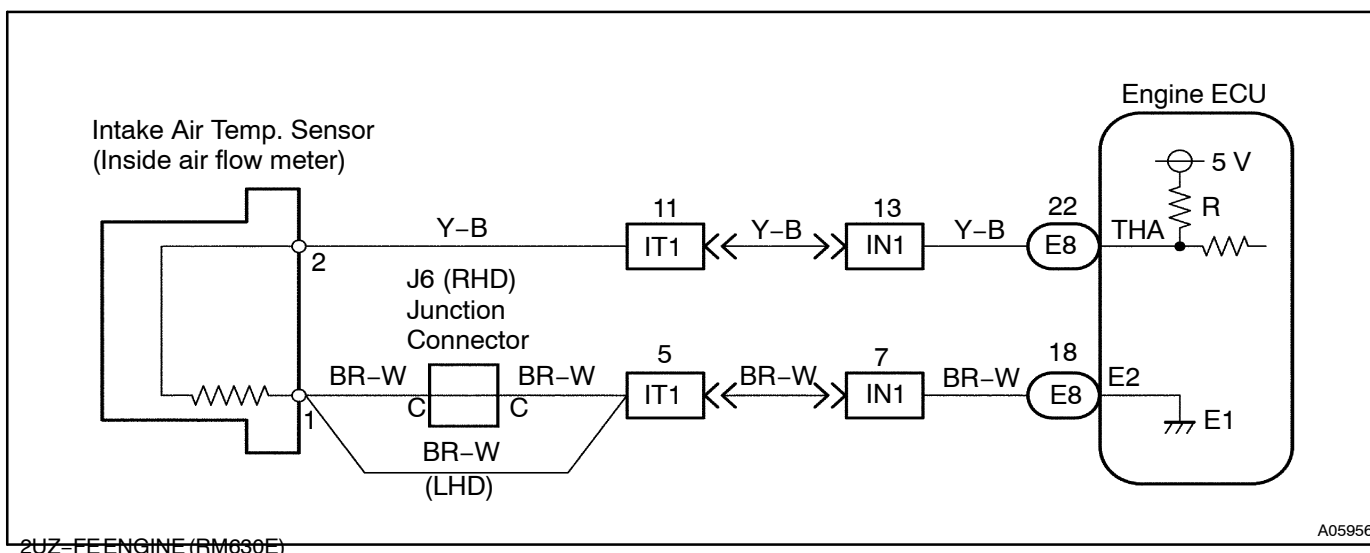 Engine ECU
Intake Air Temp. Sensor
(Inside air flow meter)
5 V
R
Y−B
11
IT1
Y−B
13
IN1
Y−B
22
E8
THA
2
J6 (RHD)
Junction
Connector
BR−W
C
C
BR−W
5
IT1
BR−W
7
IN1
BR−W
18
E8
E2
E1
1
BR−W
(LHD)
A05956
2UZ−FE ENGINE (RM630E)